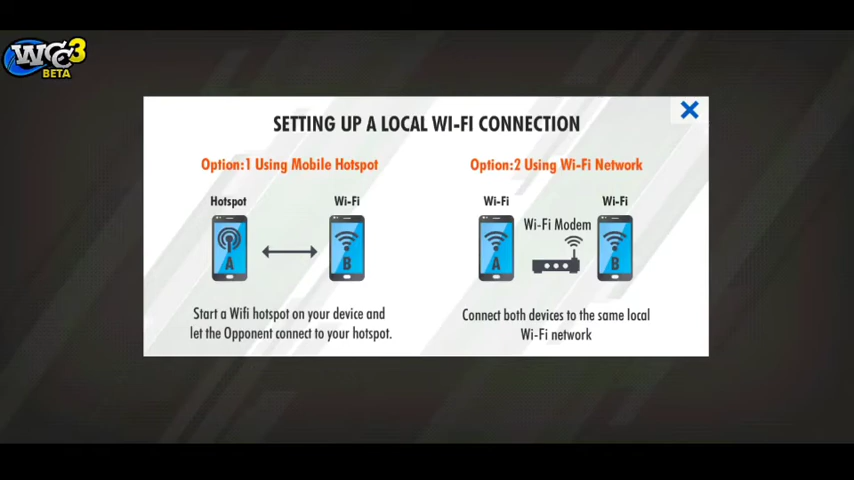 WCC3
BETA
SETTING UP A LOCAL WI-FI CONNECTION
Option:1 Using Mobile Hotspot
Hotspot
Wi-Fi
A
B
Start a Wifi hotspot on your device and
let the Opponent connect to your hotspot.
Option:2 Using Wi-Fi Network
Wi-Fi
Wi-Fi
Wi-Fi Modem
A
B
Connect both devices to the same local
Wi-Fi network